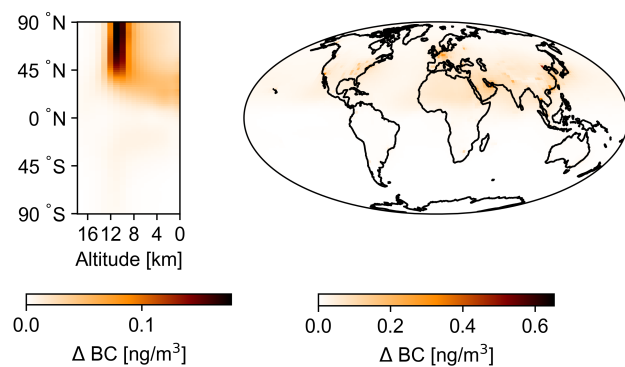 90 °N
45 °N
0 °N
45 °S
90 °S
16 12 8 4 0
Altitude [km]
0.0 0.1
Δ BC [ng/m³]
0.0 0.2 0.4 0.6
Δ BC [ng/m³]